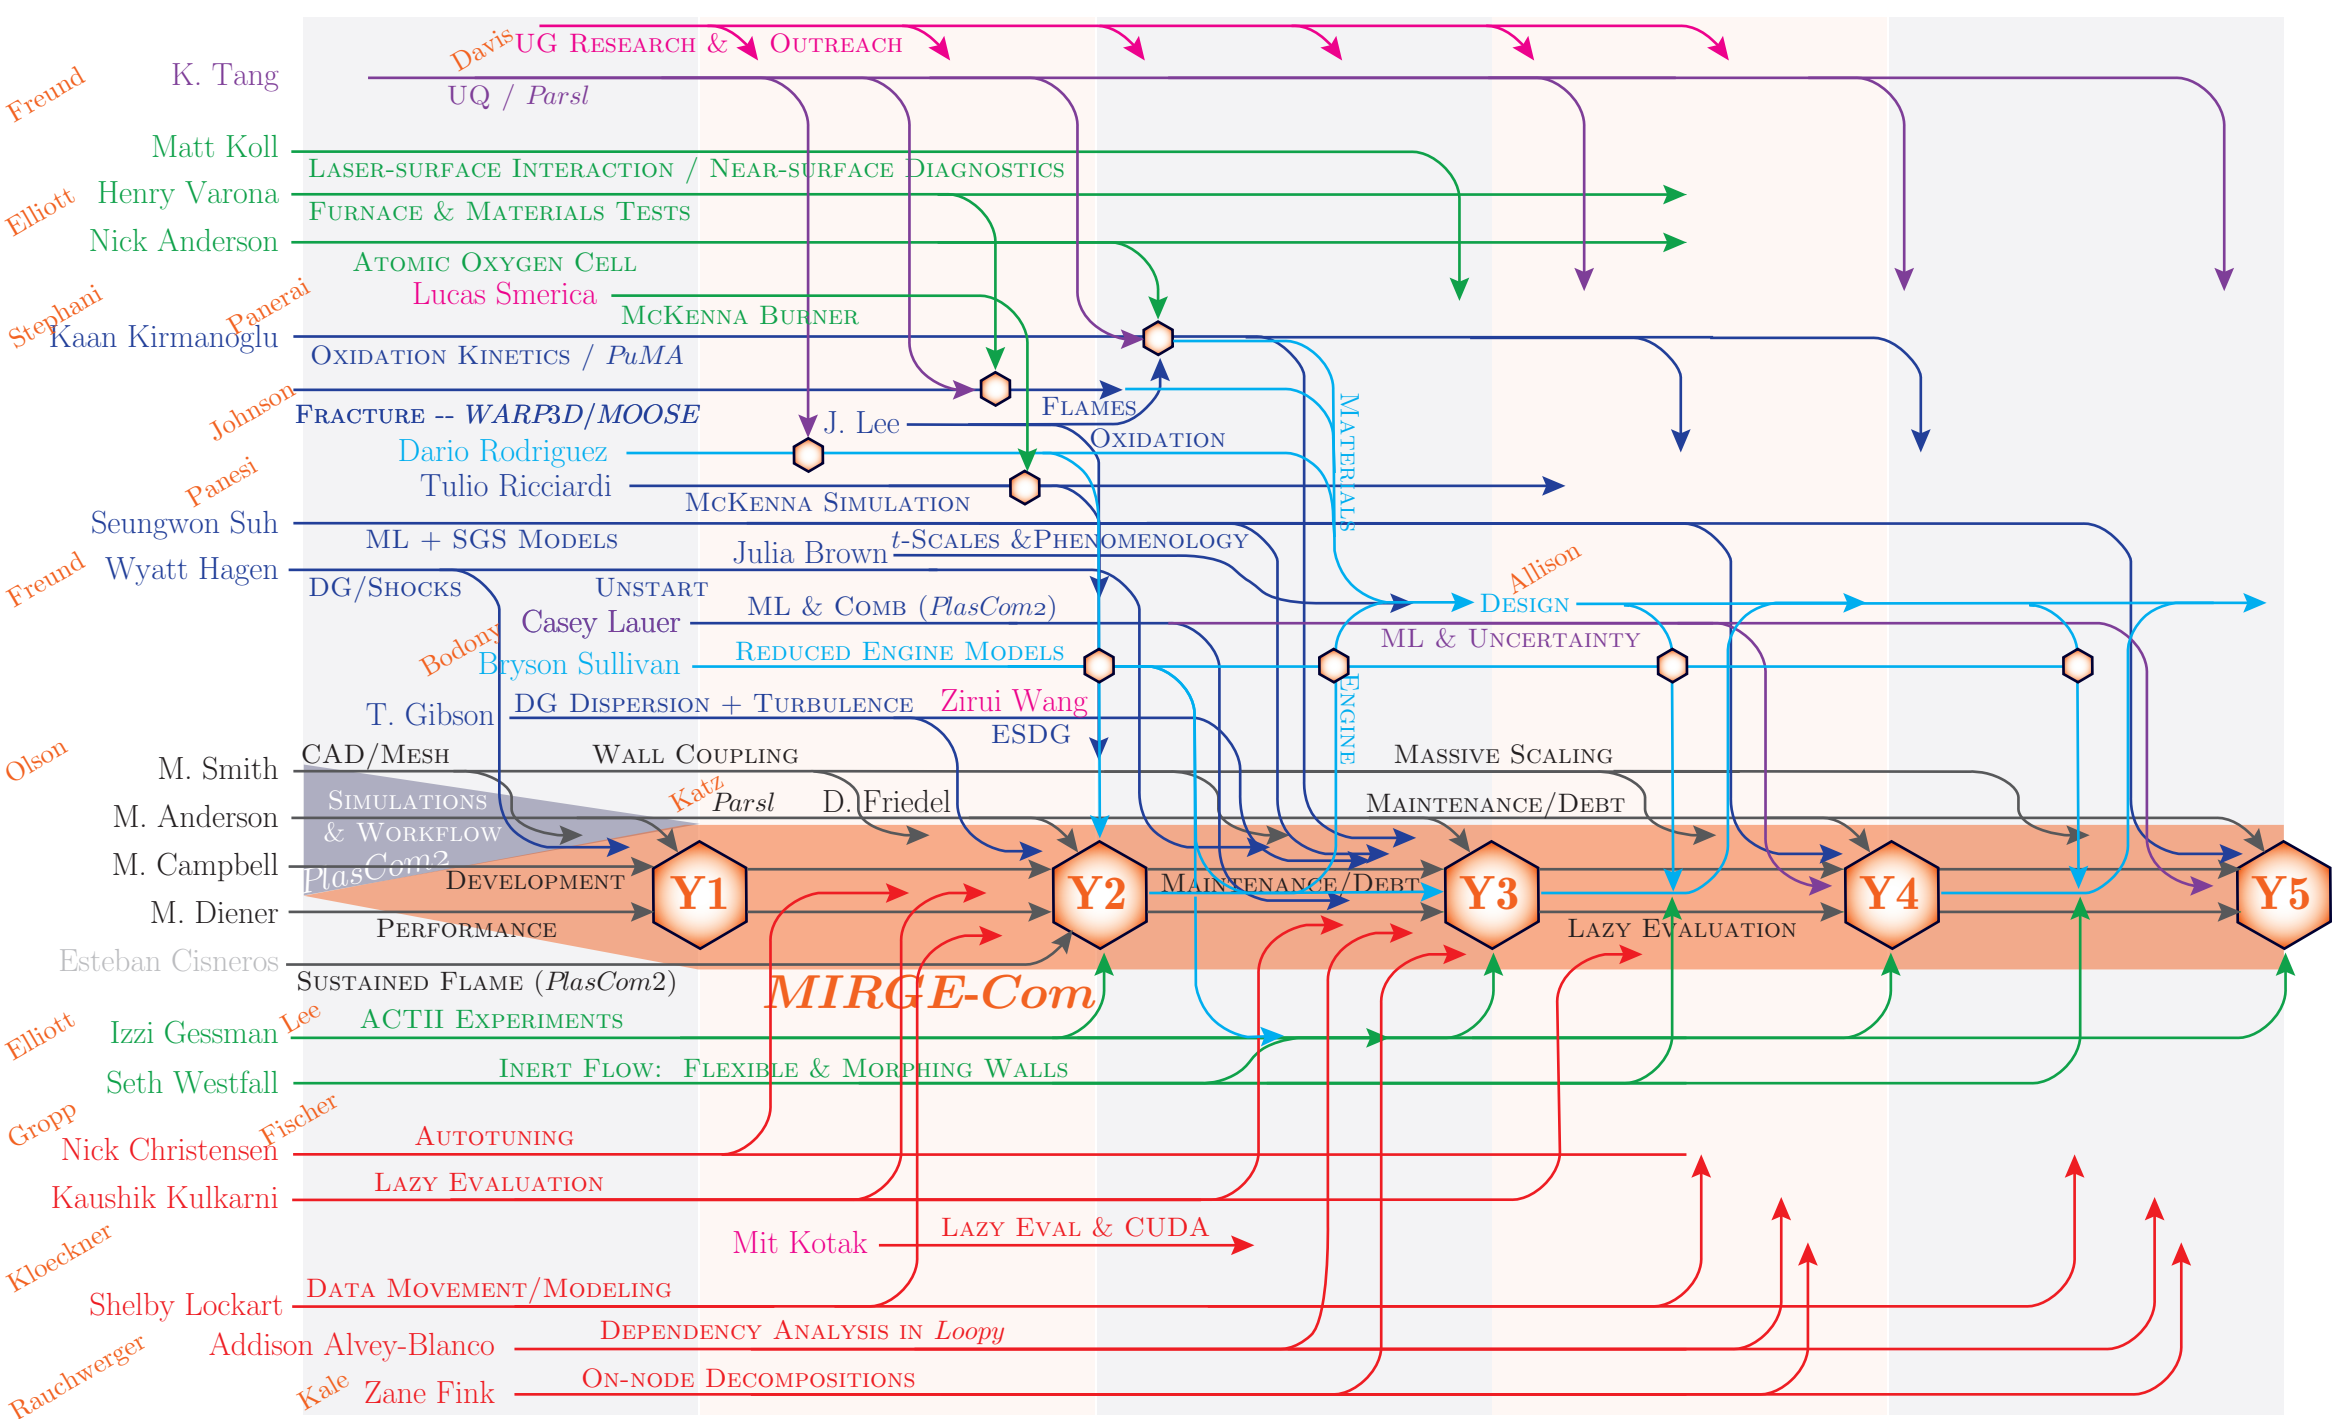 Davis
UG Research & Outreach
Freund
K. Tang
UQ / Parsl
Matt Koll
Laser-surface Interaction / Near-surface Diagnostics
Elliott
Henry Varona
Furnace & Materials Tests
Nick Anderson
Atomic Oxygen Cell
Stephani
Panerai
Lucas Smerica
McKenna Burner
Kaan Kirmanoglu
Oxidation Kinetics / PuMA
Johnson
Fracture -- WARP3D/MOOSE
Flames
Materials
J. Lee
Oxidation
Dario Rodriguez
Panesi
Tulio Ricciardi
McKenna Simulation
Seungwon Suh
ML + SGS Models
Julia Brown
t-Scales &Phenomenology
Freund
Wyatt Hagen
DG/Shocks
Unstart
Allison
Design
Casey Lauer
ML & Comb (PlasCom2)
ML & Uncertainty
Bodony
Bryson Sullivan
Reduced Engine Models
Engine
T. Gibson
DG Dispersion + Turbulence
Zirui Wang
ESDG
Olson
M. Smith
CAD/Mesh
Wall Coupling
Massive Scaling
Katz
Simulations
& Workflow
PlasCom2
M. Anderson
Parsl
D. Friedel
Maintenance/Debt
M. Campbell
Development
Maintenance/Debt
Y1
Y2
Y3
Y4
Y5
M. Diener
Performance
Lazy Evaluation
Esteban Cisneros
Sustained Flame (PlasCom2)
MIRGE-Com
Elliott
Lee
Izzi Gessman
ACTII Experiments
Seth Westfall
Inert Flow: Flexible & Morphing Walls
Gropp
Fischer
Nick Christensen
Autotuning
Kaushik Kulkarni
Lazy Evaluation
Kloeckner
Mit Kotak
Lazy Eval & CUDA
Shelby Lockart
Data Movement/Modeling
Rauchwerger
Addison Alvey-Blanco
Dependency Analysis in Loopy
Kale
Zane Fink
On-node Decompositions